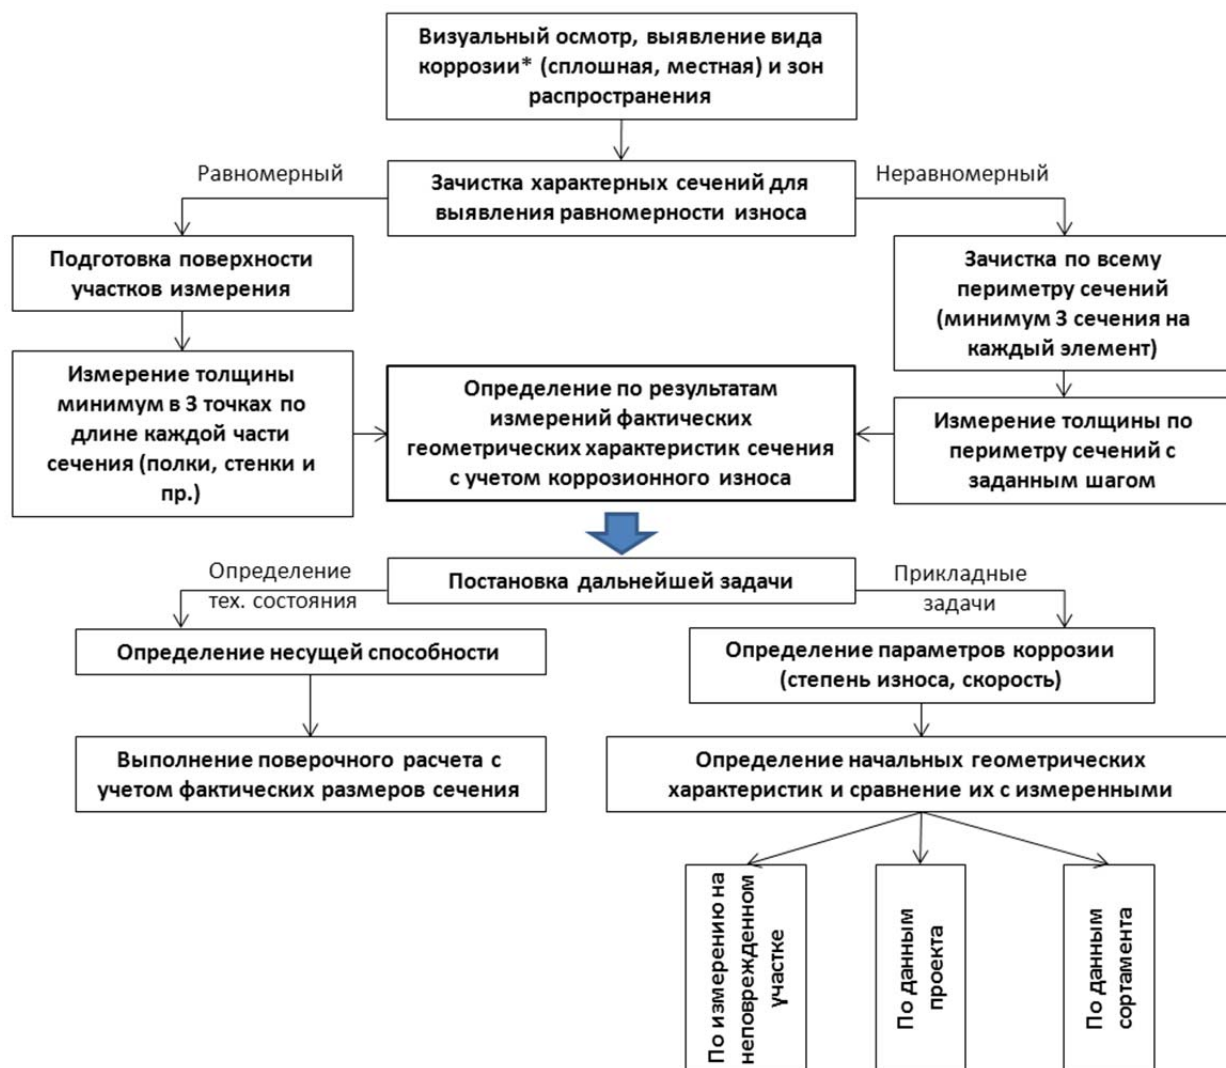 Визуальный осмотр, выявление вида
коррозии* (сплошная, местная) и зон
распространения
Равномерный
Зачистка характерных сечений для
выявления равномерности износа
Неравномерный
Подготовка поверхности
участков измерения
Зачистка по всему
периметру сечений
(минимум 3 сечения на
каждый элемент)
Измерение толщины
минимум в 3 точках по
длине каждой части
сечения (полки, стенки и
пр.)
Определение по результатам
измерений фактических
геометрических характеристик сечения
с учетом коррозионного износа
Измерение толщины по
периметру сечений с
заданным шагом
Определение
тех. состояния
Постановка дальнейшей задачи
Прикладные
задачи
Определение несущей способности
Определение параметров коррозии
(степень износа, скорость)
Выполнение поверочного расчета с
учетом фактических размеров сечения
Определение начальных геометрических
характеристик и сравнение их с измеренными
По измерению на
неповрежденном
участке
По данным
проекта
По данным
сортамента